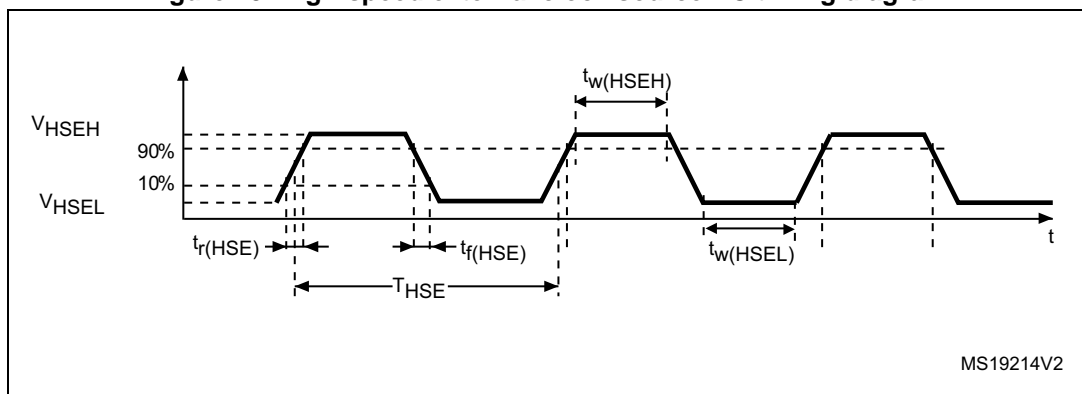 t_w(HSEH)
V_HSEH
90%
10%
V_HSEL
t_r(HSE)
t_f(HSE)
t_w(HSEL)
t
T_HSE
MS19214V2